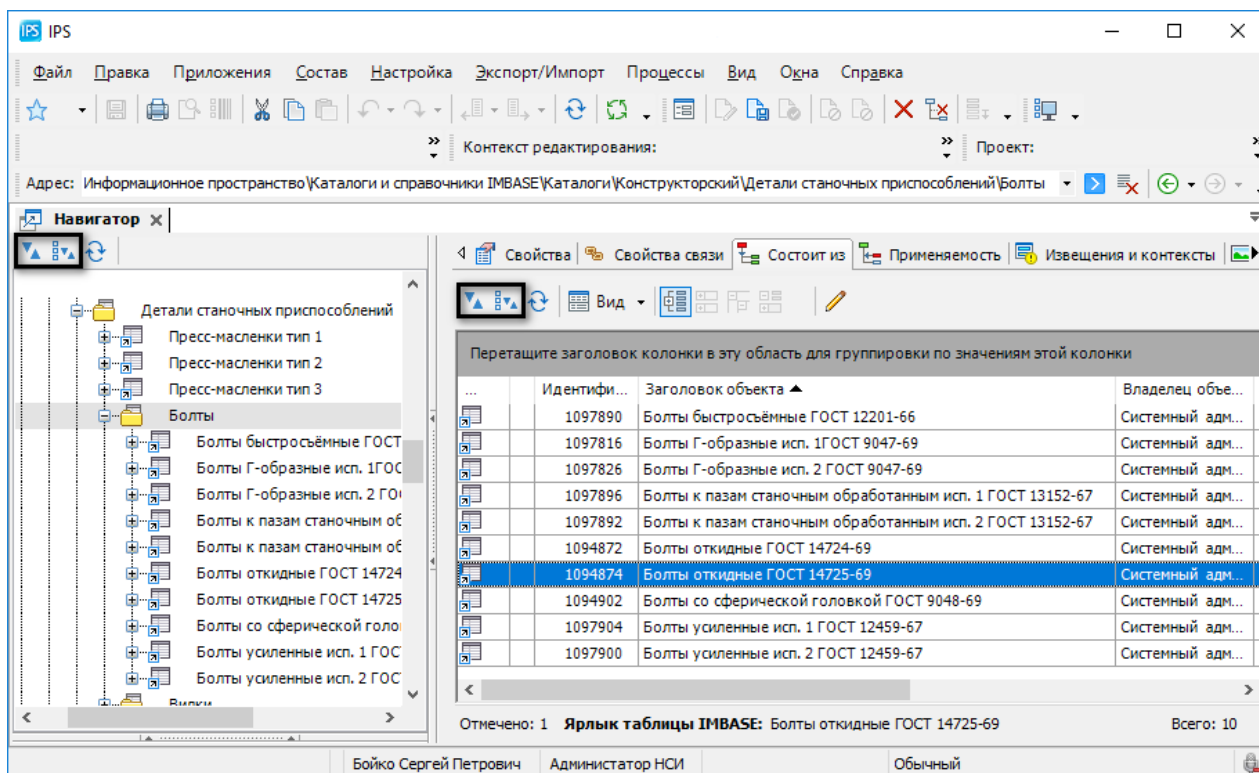 IPS IPS
Файл Правка Приложения Состав Настройка Экспорт/Импорт Процессы Вид Окна Справка
Контекст редактирования: Проект:
Адрес: Информационное пространство\Каталоги и справочники IMBASE\Каталоги\Конструкторский\Детали станочных приспособлений\Болты
Навигатор
Свойства Свойства связи Состоит из Применяемость Извещения и контексты
Вид
Детали станочных приспособлений
Пресс-масленки тип 1
Пресс-масленки тип 2
Пресс-масленки тип 3
Болты
Болты быстросъёмные ГОСТ
Болты Г-образные исп. 1ГОС
Болты Г-образные исп. 2 ГО
Болты к пазам станочным об
Болты к пазам станочным об
Болты откидные ГОСТ 14724
Болты откидные ГОСТ 14725
Болты со сферической голо
Болты усиленные исп. 1 ГОС
Болты усиленные исп. 2 ГОС
Вилки
Перетащите заголовок колонки в эту область для группировки по значениям этой колонки
... Идентифи... Заголовок объекта Владелец объе...
1097890 Болты быстросъёмные ГОСТ 12201-66 Системный адм...
1097816 Болты Г-образные исп. 1ГОСТ 9047-69 Системный адм...
1097826 Болты Г-образные исп. 2 ГОСТ 9047-69 Системный адм...
1097896 Болты к пазам станочным обработанным исп. 1 ГОСТ 13152-67 Системный адм...
1097892 Болты к пазам станочным обработанным исп. 2 ГОСТ 13152-67 Системный адм...
1094872 Болты откидные ГОСТ 14724-69 Системный адм...
1094874 Болты откидные ГОСТ 14725-69 Системный адм...
1094902 Болты со сферической головкой ГОСТ 9048-69 Системный адм...
1097904 Болты усиленные исп. 1 ГОСТ 12459-67 Системный адм...
1097900 Болты усиленные исп. 2 ГОСТ 12459-67 Системный адм...
Отмечено: 1 Ярлык таблицы IMBASE: Болты откидные ГОСТ 14725-69 Всего: 10
Бойко Сергей Петрович Администатор НСИ Обычный